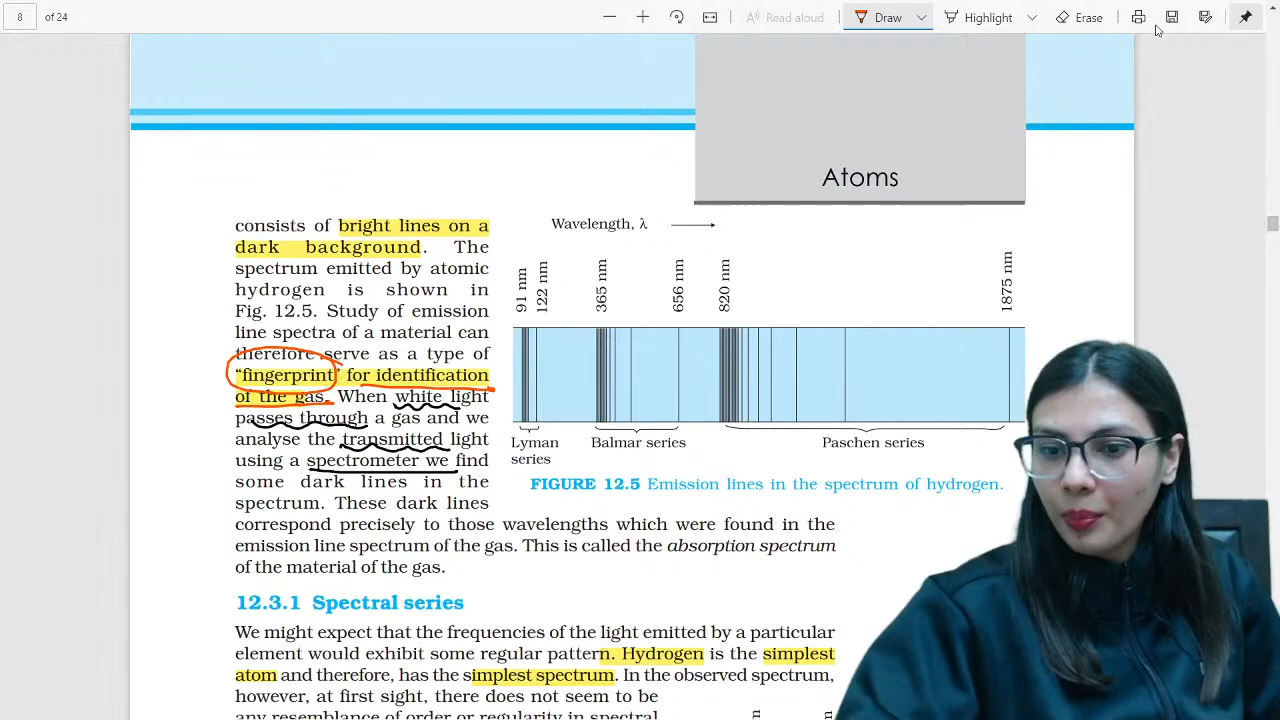 8 of 24
Read aloud
Draw
Highlight
Erase
Atoms
consists of bright lines on a
dark background. The
spectrum emitted by atomic
hydrogen is shown in
Fig. 12.5. Study of emission
line spectra of a material can
therefore serve as a type of
“fingerprint” for identification
of the gas. When white light
passes through a gas and we
analyse the transmitted light
using a spectrometer we find
some dark lines in the
spectrum. These dark lines
correspond precisely to those wavelengths which were found in the
emission line spectrum of the gas. This is called the absorption spectrum
of the material of the gas.
Wavelength, λ
91 nm
122 nm
365 nm
656 nm
820 nm
1875 nm
Lyman
series
Balmar series
Paschen series
FIGURE 12.5 Emission lines in the spectrum of hydrogen.
12.3.1 Spectral series
We might expect that the frequencies of the light emitted by a particular
element would exhibit some regular pattern. Hydrogen is the simplest
atom and therefore, has the simplest spectrum. In the observed spectrum,
however, at first sight, there does not seem to be
any resemblance of order or regularity in spectral